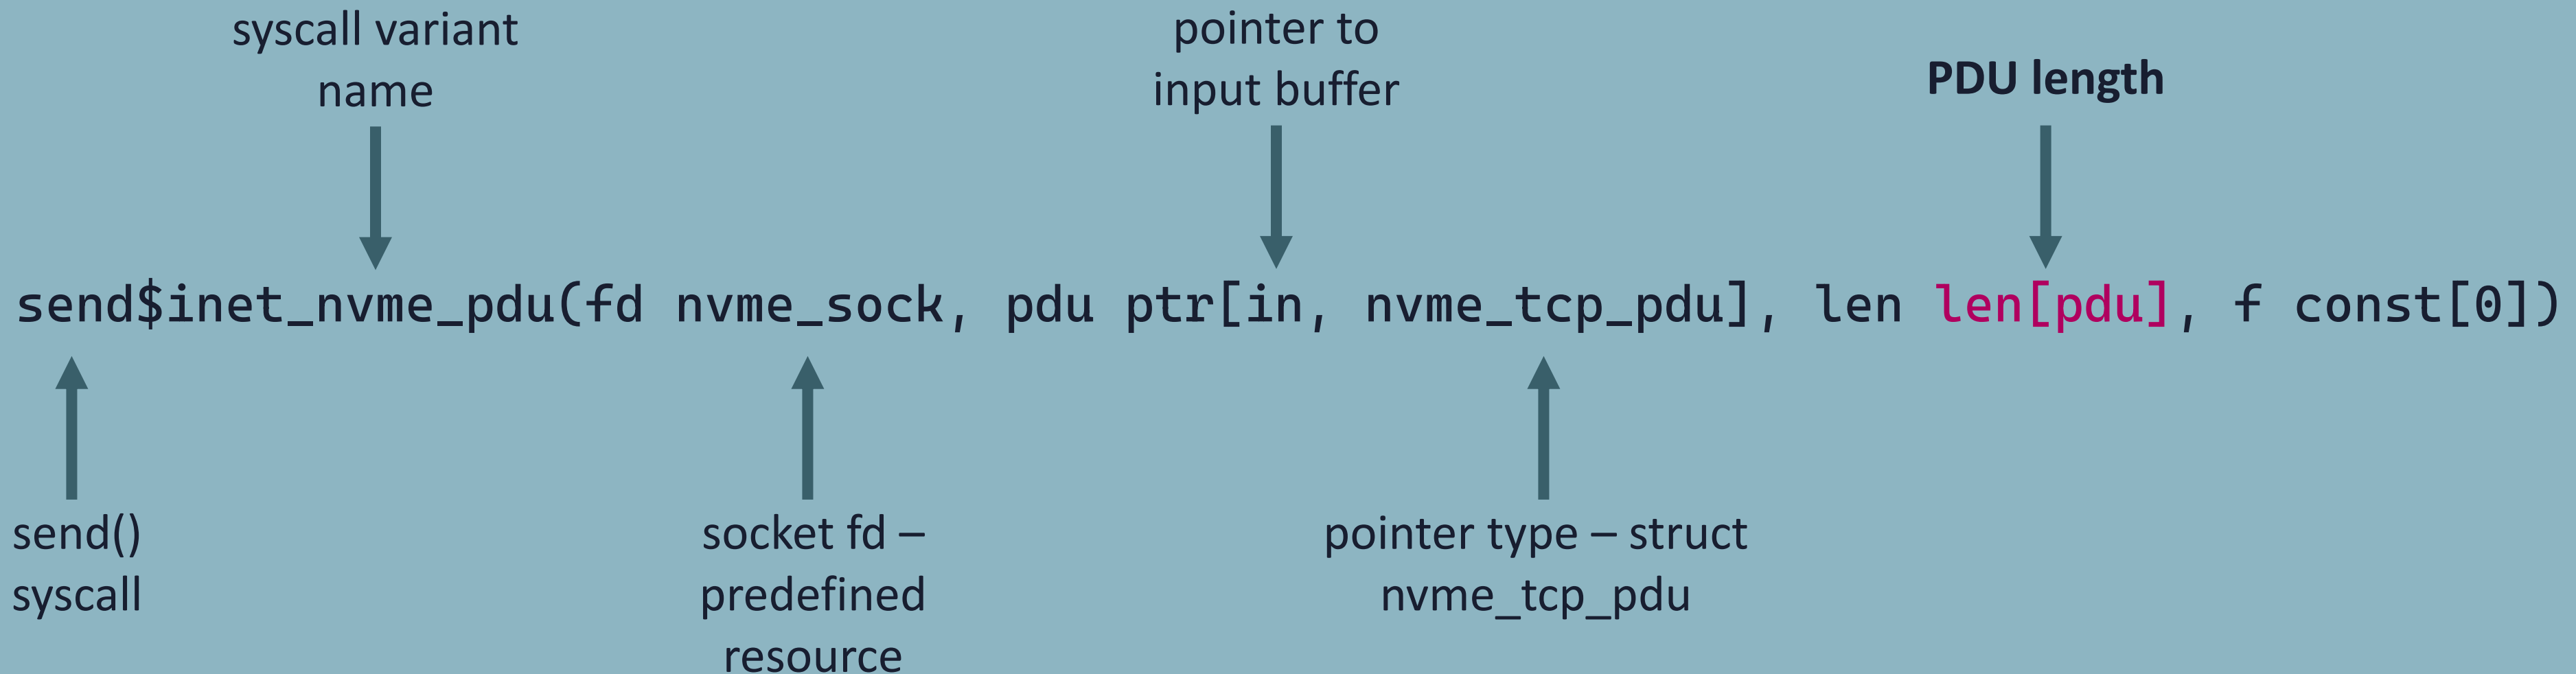 syscall variant
name
pointer to
input buffer
PDU length
send$inet_nvme_pdu(fd nvme_sock, pdu ptr[in, nvme_tcp_pdu], len len[pdu], f const[0])
send()
syscall
socket fd –
predefined
resource
pointer type – struct
nvme_tcp_pdu